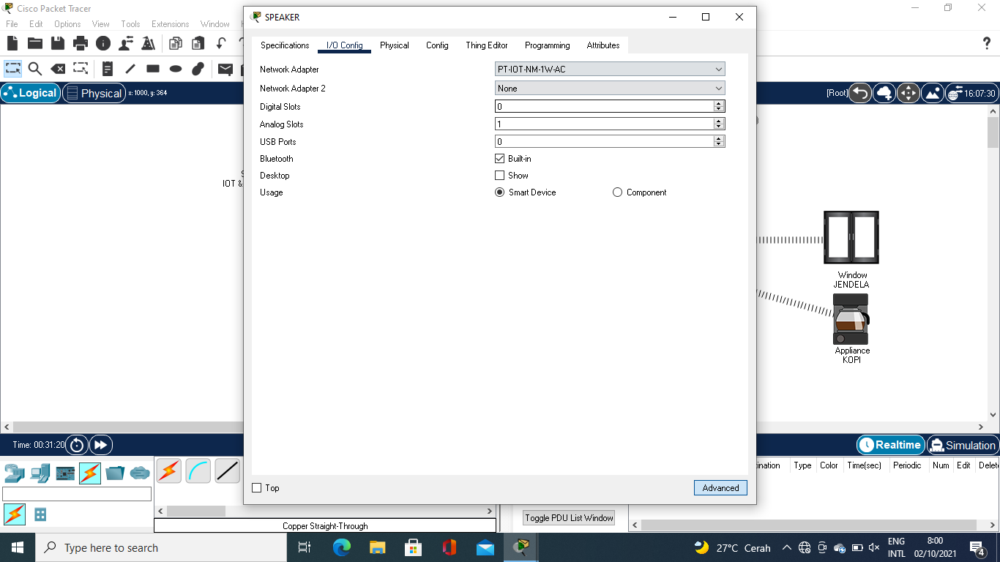 Cisco Packet Tracer
SPEAKER
File Edit Options View Tools Extensions Window
Specifications I/O Config Physical Config Thing Editor Programming Attributes
?
Network Adapter PT-IOT-NM-1W-AC
Network Adapter 2 None
Logical Physical x: 1000, y: 364
[Root] 16:07:30
Digital Slots 0
Analog Slots 1
USB Ports 0
Bluetooth Built-in
Desktop Show
IOT &
Usage Smart Device Component
Window
JENDELA
Appliance
KOPI
Time: 00:31:20
Realtime Simulation
Type Color Time(sec) Periodic Num Edit
Top Advanced
Toggle PDU List Window
Copper Straight-Through
Type here to search
27°C Cerah
ENG
INTL
8:00
02/10/2021
4